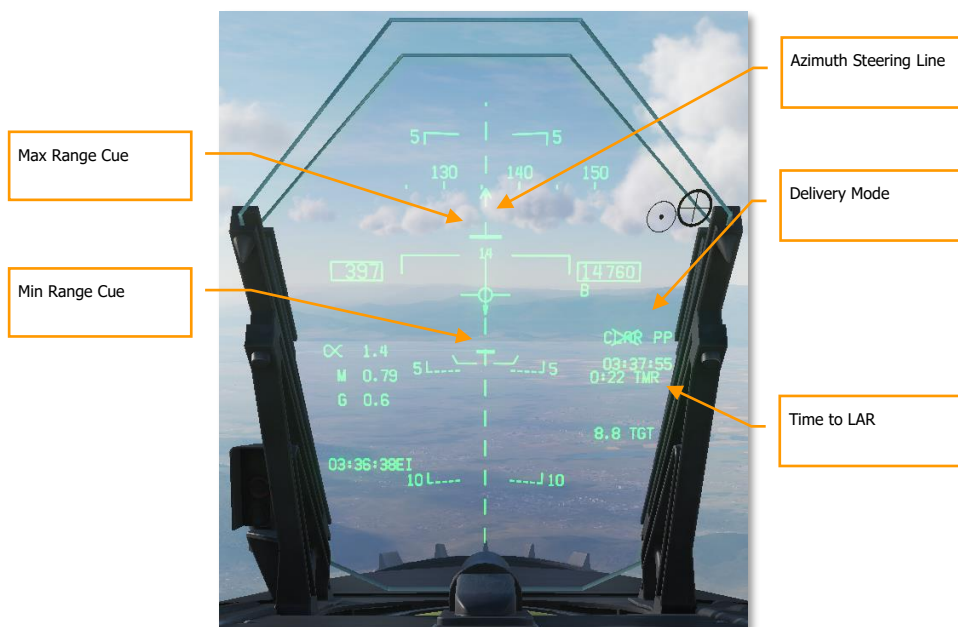 Azimuth Steering Line
Max Range Cue
Delivery Mode
Min Range Cue
Time to LAR
5 5
130 140 150
14
397 14760
B
PP
α 1.4 5 5 03:37:55
M 0.79 0:22 TMR
G 0.6
8.8 TGT
03:36:38EI
10 10